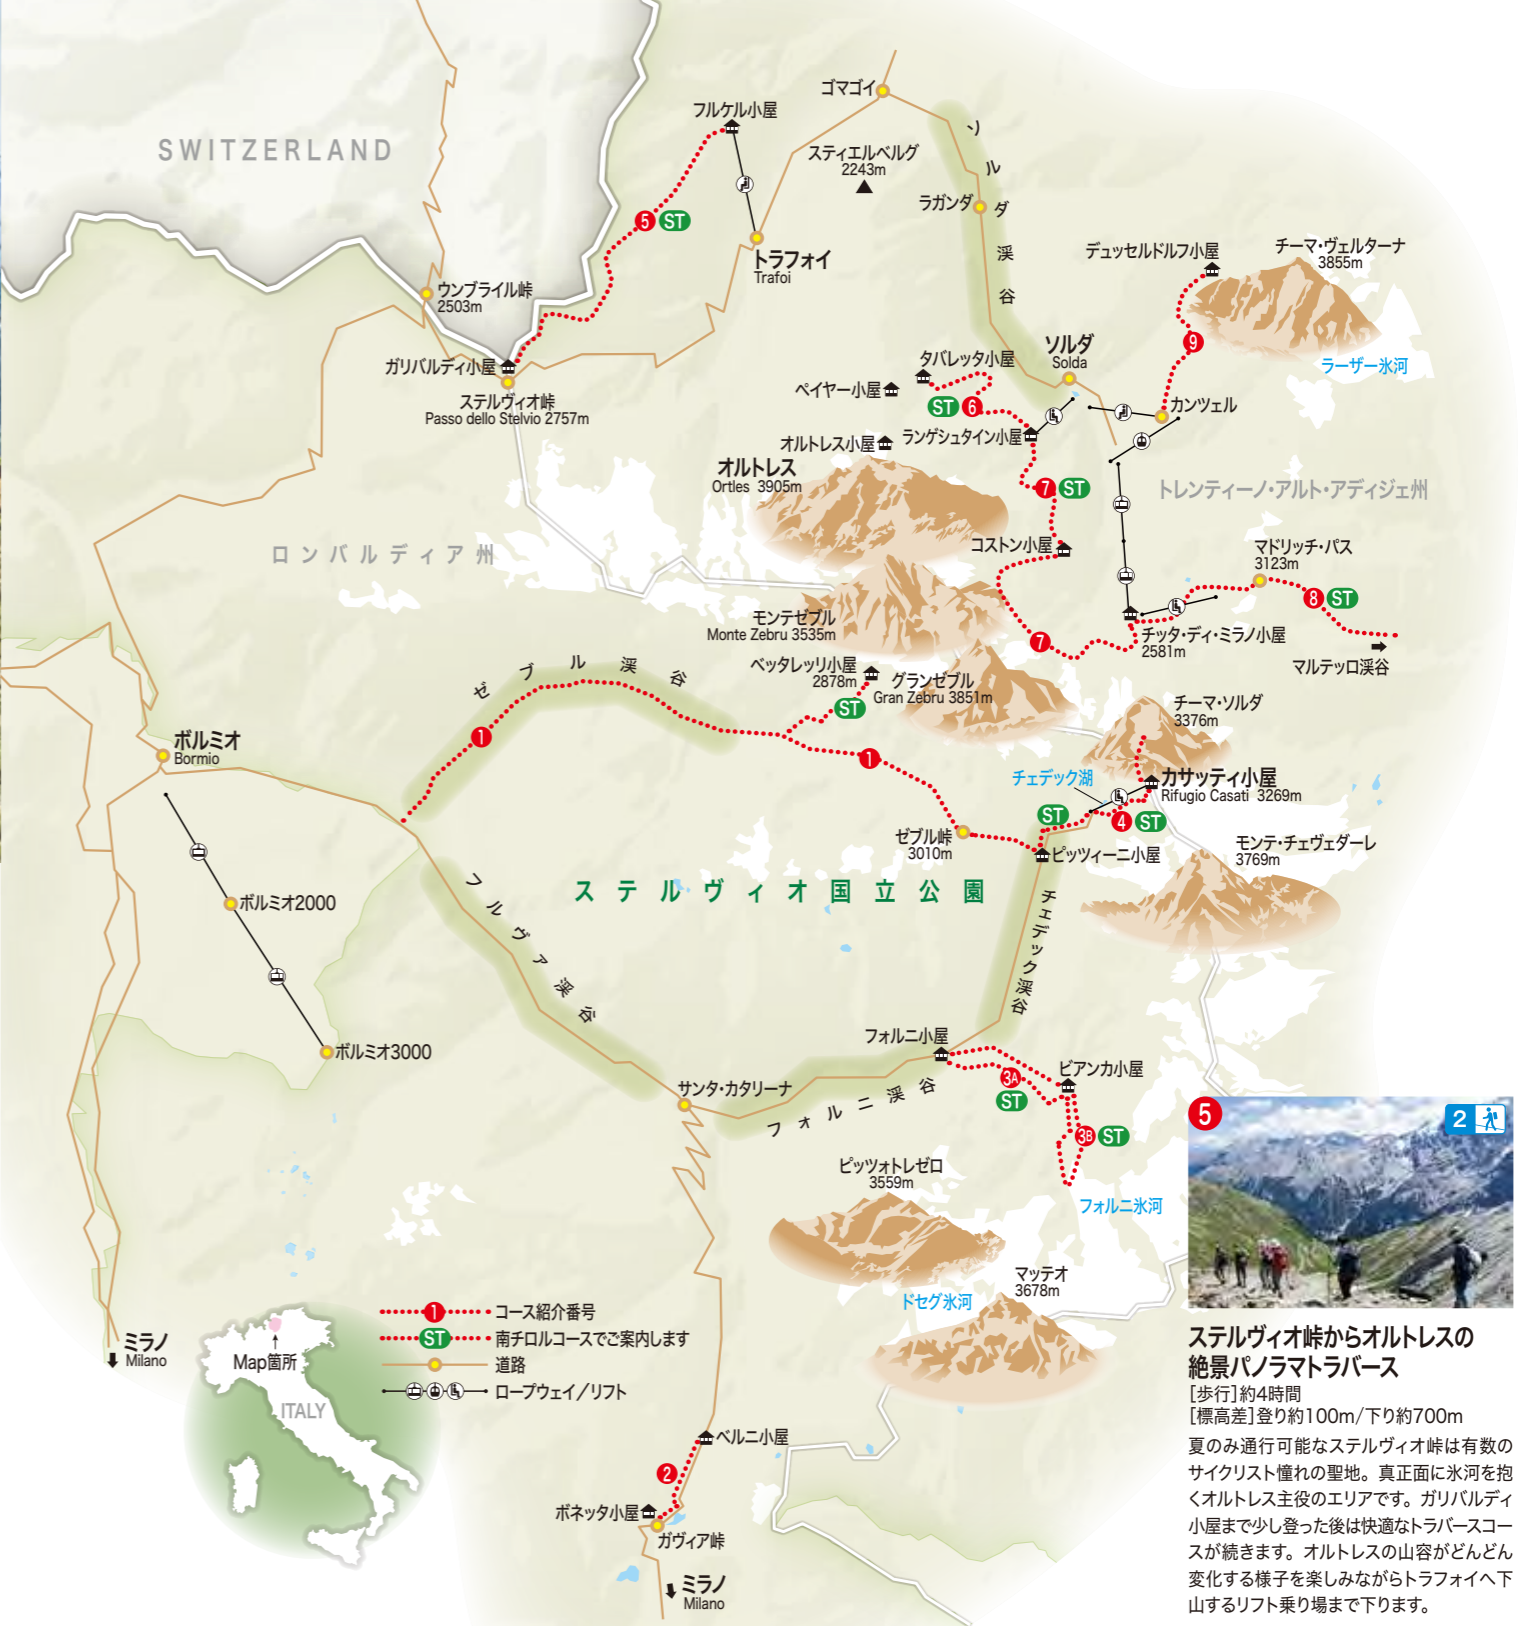 SWITZERLAND
フルケル小屋
ゴマゴイ
スティエルベルグ
2243m
ソルダ渓谷
ラガンダ
5 ST
トラフォイ
Trafoi
デュッセルドルフ小屋
チーマ・ヴェルターナ
3855m
ウンブライル峠
2503m
9
ラーザー氷河
ガリバルディ小屋
ステルヴィオ峠
Passo dello Stelvio 2757m
ソルダ
Solda
タバレッタ小屋
ペイヤー小屋
ST 6
カンツェル
ランゲシュタイン小屋
オルトレス小屋
オルトレス
Ortles 3905m
7 ST
トレンティーノ・アルト・アディジェ州
ロンバルディア州
コストン小屋
マドリッチ・パス
3123m
8 ST
モンテゼブル
Monte Zebru 3535m
7
チッタ・ディ・ミラノ小屋
2581m
マルテッロ渓谷
ゼブル渓谷
ベッタレッリ小屋
2878m
グランゼブル
Gran Zebru 3851m
ST
チーマ・ソルダ
3376m
1
1
ボルミオ
Bormio
チェデック湖
カサッティ小屋
Rifugio Casati 3269m
ST
4 ST
ゼブル峠
3010m
ピッツィーニ小屋
モンテ・チェヴェダーレ
3769m
ステルヴィオ国立公園
ボルミオ2000
フルヴァ渓谷
チェデック渓谷
ボルミオ3000
フォルニ小屋
ビアンカ小屋
3A
ST
サンタ・カタリーナ
フォルニ渓谷
3B ST
ピッツォトレゼロ
3559m
フォルニ氷河
マッテオ
3678m
ドセグ氷河
ミラノ
Milano
Map箇所
ITALY
1 コース紹介番号
ST 南チロルコースでご案内します
道路
ロープウェイ／リフト
ベルニ小屋
2
ボネッタ小屋
ガヴィア峠
ミラノ
Milano
5
2
ステルヴィオ峠からオルトレスの
絶景パノラマトラバース
[歩行]約4時間
[標高差]登り約100m/下り約700m
夏のみ通行可能なステルヴィオ峠は有数の
サイクリスト憧れの聖地。真正面に氷河を抱
くオルトレス主役のエリアです。ガリバルディ
小屋まで少し登った後は快適なトラバースコー
スが続きます。オルトレスの山容がどんどん
変化する様子を楽しみながらトラフォイへ下
山するリフト乗り場まで下ります。